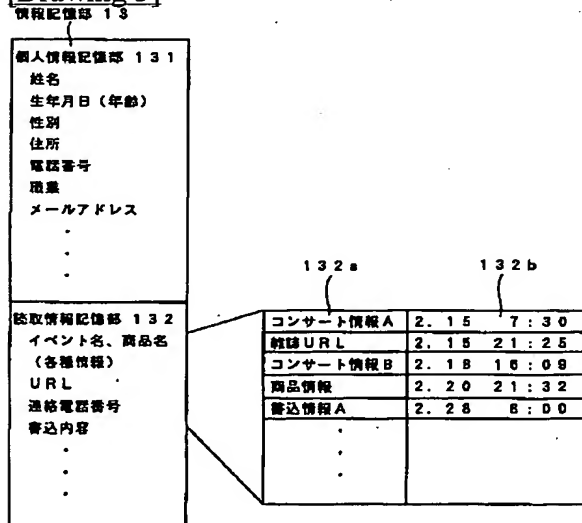 [Drawing 3]
情報記憶部 13
個人情報記憶部 131
姓名
生年月日（年齢）
性別
住所
電話番号
職業
メールアドレス
132a 132b
読取情報記憶部 132
イベント名、商品名
（各種情報）
URL
連絡電話番号
書込内容
コンサート情報A 2. 15 7:30
雑誌URL 2. 15 21:25
コンサート情報B 2. 18 16:09
商品情報 2. 20 21:32
書込情報A 2. 28 6:00